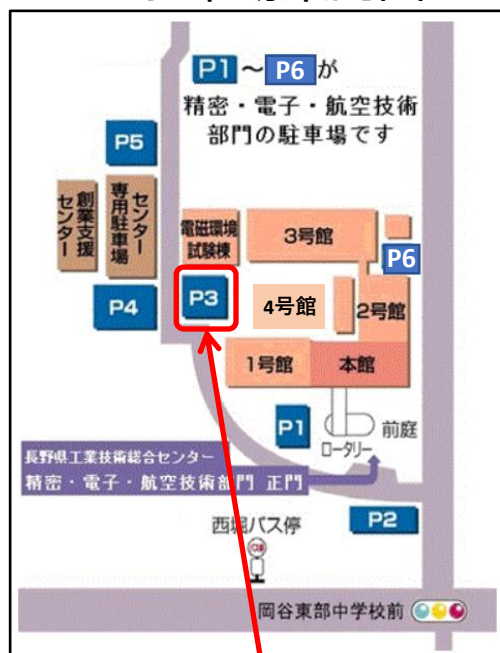 P1～P6が
精密・電子・航空技術
部門の駐車場です
P5
センター
専用駐車場
創業支援
センター
電磁環境
試験棟
3号館
P6
P4
P3
4号館
2号館
1号館
本館
P1
前庭
ロータリー
長野県工業技術総合センター
精密・電子・航空技術部門 正門
P2
西堀バス停
岡谷東部中学校前